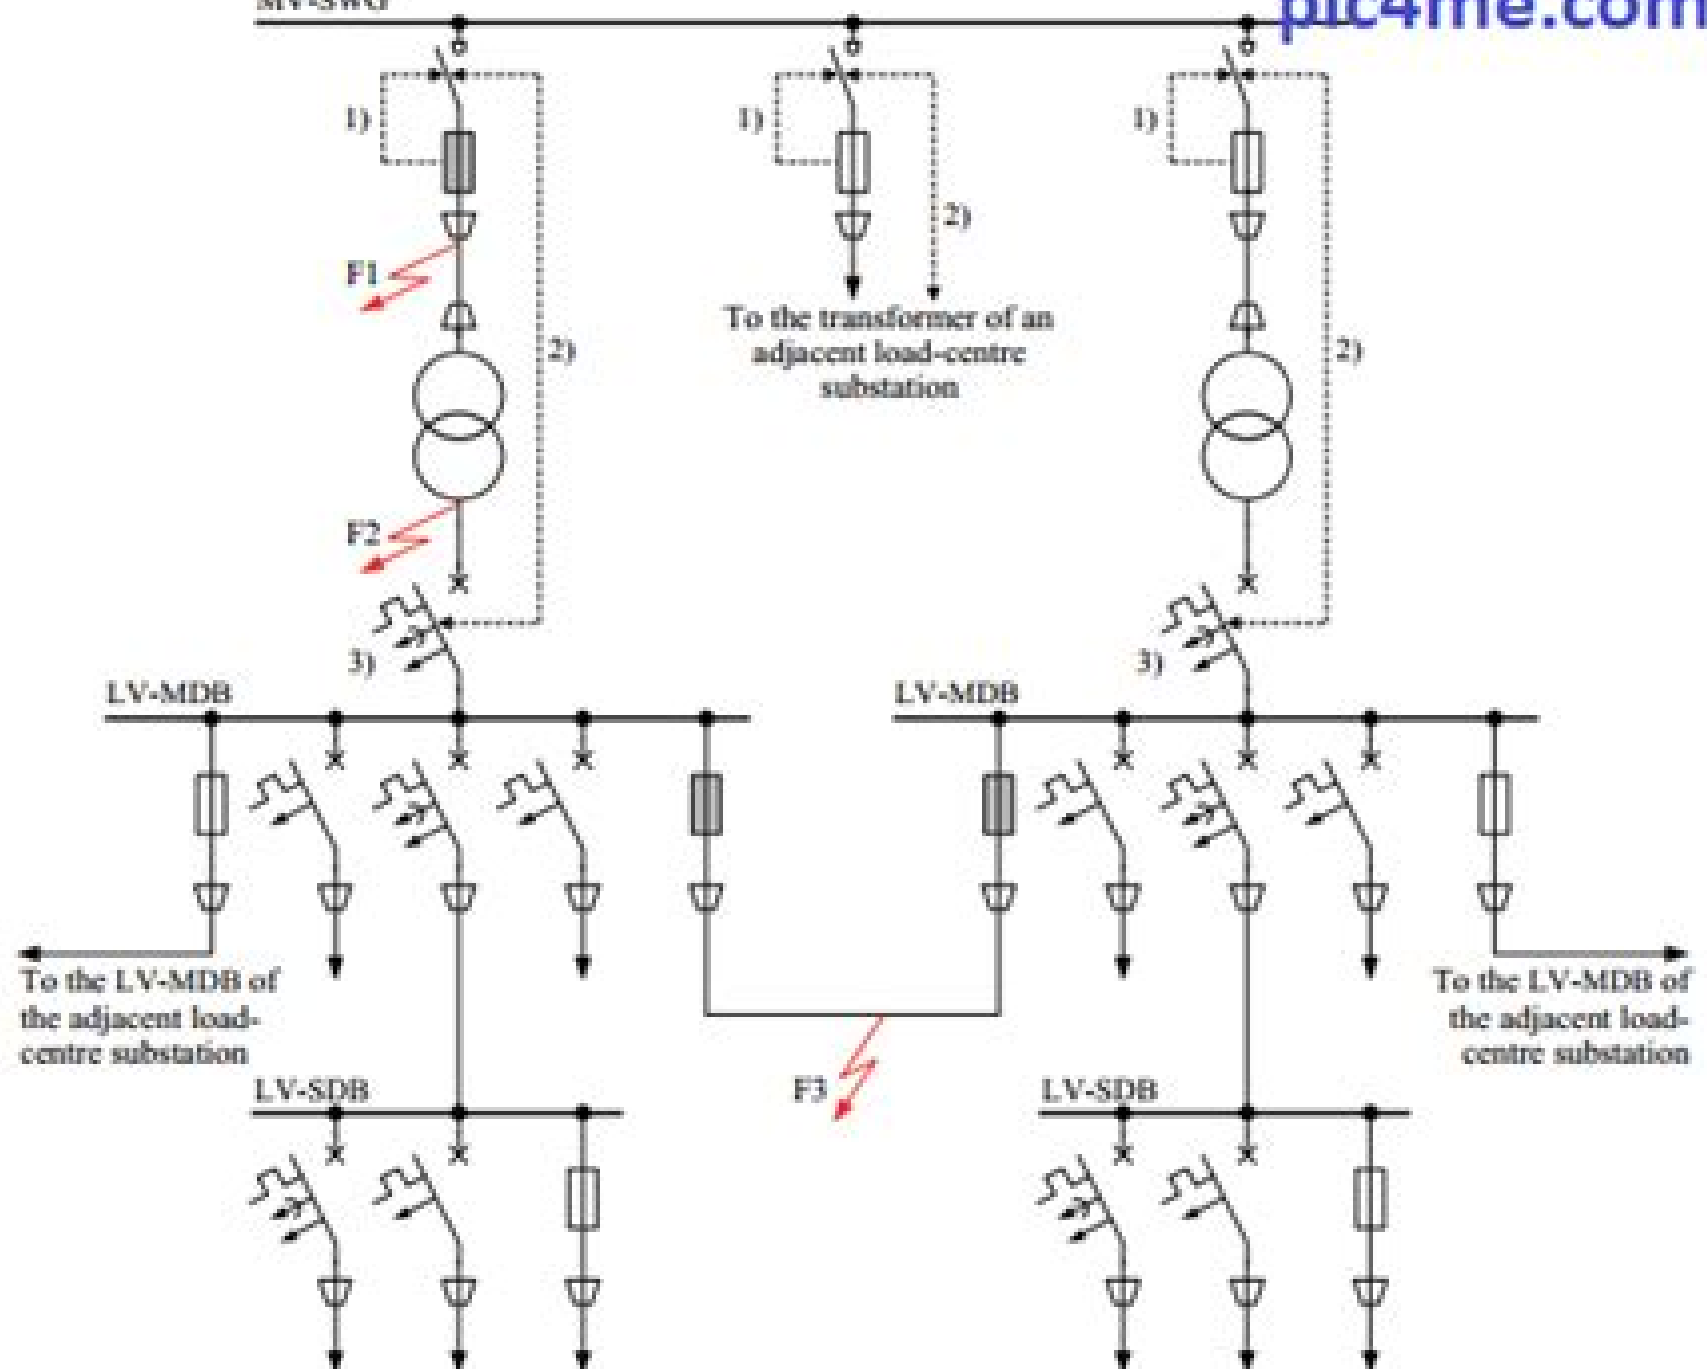 MV-SWG
plc4me.com
1)
1)
1)
2)
F1
To the transformer of an
adjacent load-centre
substation
2)
2)
F2
3)
3)
LV-MDB
LV-MDB
To the LV-MDB of
the adjacent load-
centre substation
To the LV-MDB of
the adjacent load-
centre substation
F3
LV-SDB
LV-SDB